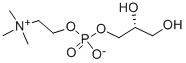 OH
O O OH
N+ P
O O-